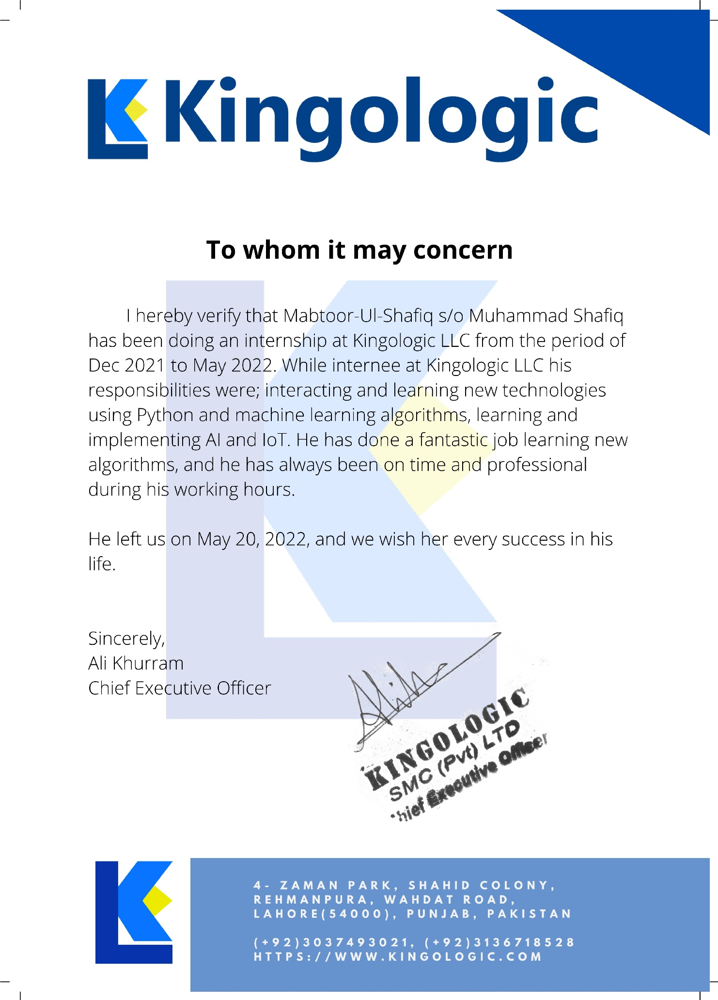 Kingologic
To whom it may concern
I hereby verify that Mabtoor-Ul-Shafiq s/o Muhammad Shafiq
has been doing an internship at Kingologic LLC from the period of
Dec 2021 to May 2022. While internee at Kingologic LLC his
responsibilities were; interacting and learning new technologies
using Python and machine learning algorithms, learning and
implementing AI and IoT. He has done a fantastic job learning new
algorithms, and he has always been on time and professional
during his working hours.
He left us on May 20, 2022, and we wish her every success in his
life.
Sincerely,
Ali Khurram
Chief Executive Officer
KINGOLOGIC
SMC (Pvt) LTD
Executive Officer
4- ZAMAN PARK, SHAHID COLONY,
REHMANPURA, WAHDAT ROAD,
LAHORE(54000), PUNJAB, PAKISTAN
(+92)3037493021, (+92)3136718528
HTTPS://WWW.KINGOLOGIC.COM